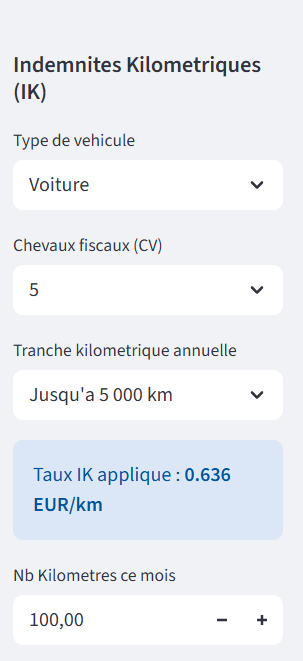 Indemnites Kilometriques
(IK)
Type de vehicule
Voiture
Chevaux fiscaux (CV)
5
Tranche kilometrique annuelle
Jusqu'a 5 000 km
Taux IK applique : 0.636
EUR/km
Nb Kilometres ce mois
100,00 − +